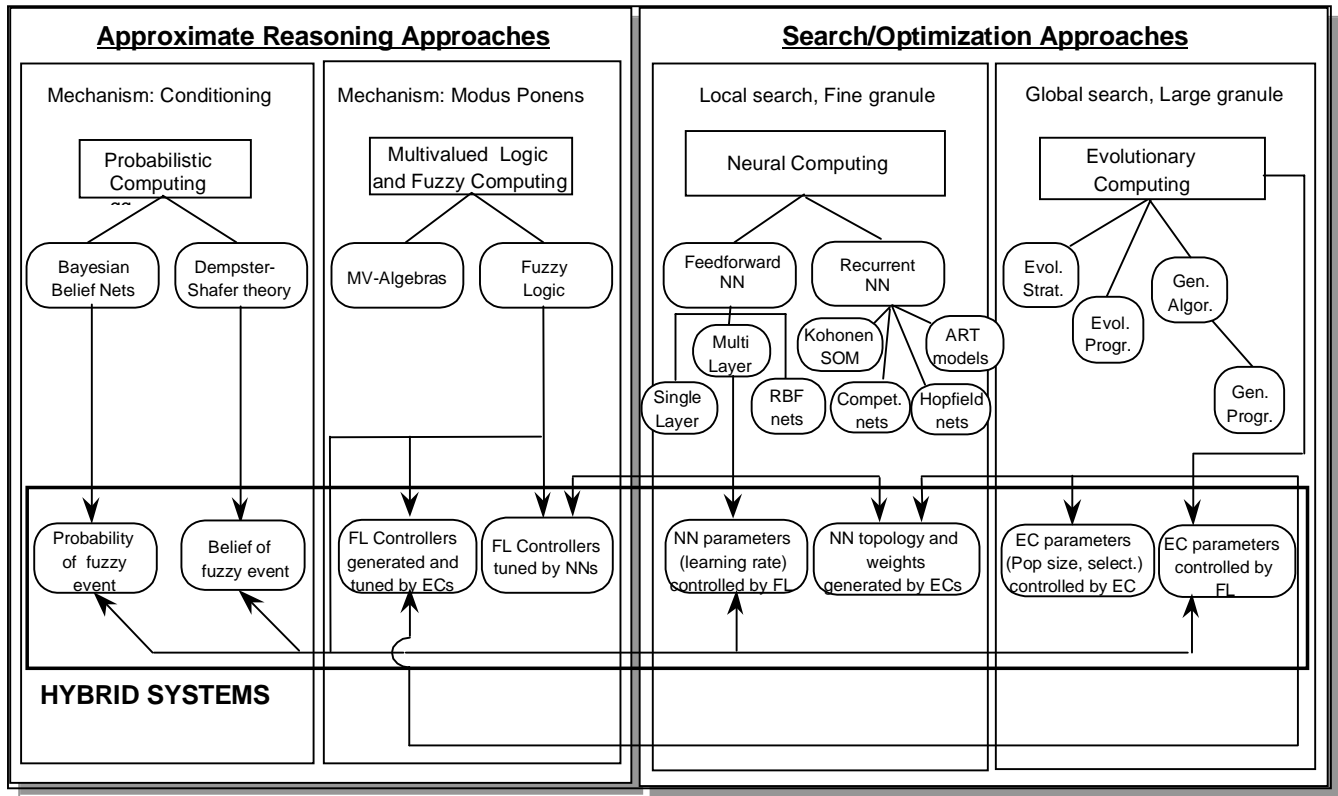 Approximate Reasoning Approaches
Search/Optimization Approaches
Mechanism: Conditioning
Mechanism: Modus Ponens
Local search, Fine granule
Global search, Large granule
Probabilistic
Computing
Multivalued Logic
and Fuzzy Computing
Neural Computing
Evolutionary
Computing
Bayesian
Belief Nets
Dempster-
Shafer theory
MV-Algebras
Fuzzy
Logic
Feedforward
NN
Recurrent
NN
Evol.
Strat.
Evol.
Progr.
Gen.
Algor.
Gen.
Progr.
Single
Layer
Multi
Layer
RBF
nets
Kohonen
SOM
Compet.
nets
Hopfield
nets
ART
models
Probability
of fuzzy
event
Belief of
fuzzy event
FL Controllers
generated and
tuned by ECs
FL Controllers
tuned by NNs
NN parameters
(learning rate)
controlled by FL
NN topology and
weights
generated by ECs
EC parameters
(Pop size, select.)
controlled by EC
EC parameters
controlled by
FL
HYBRID SYSTEMS